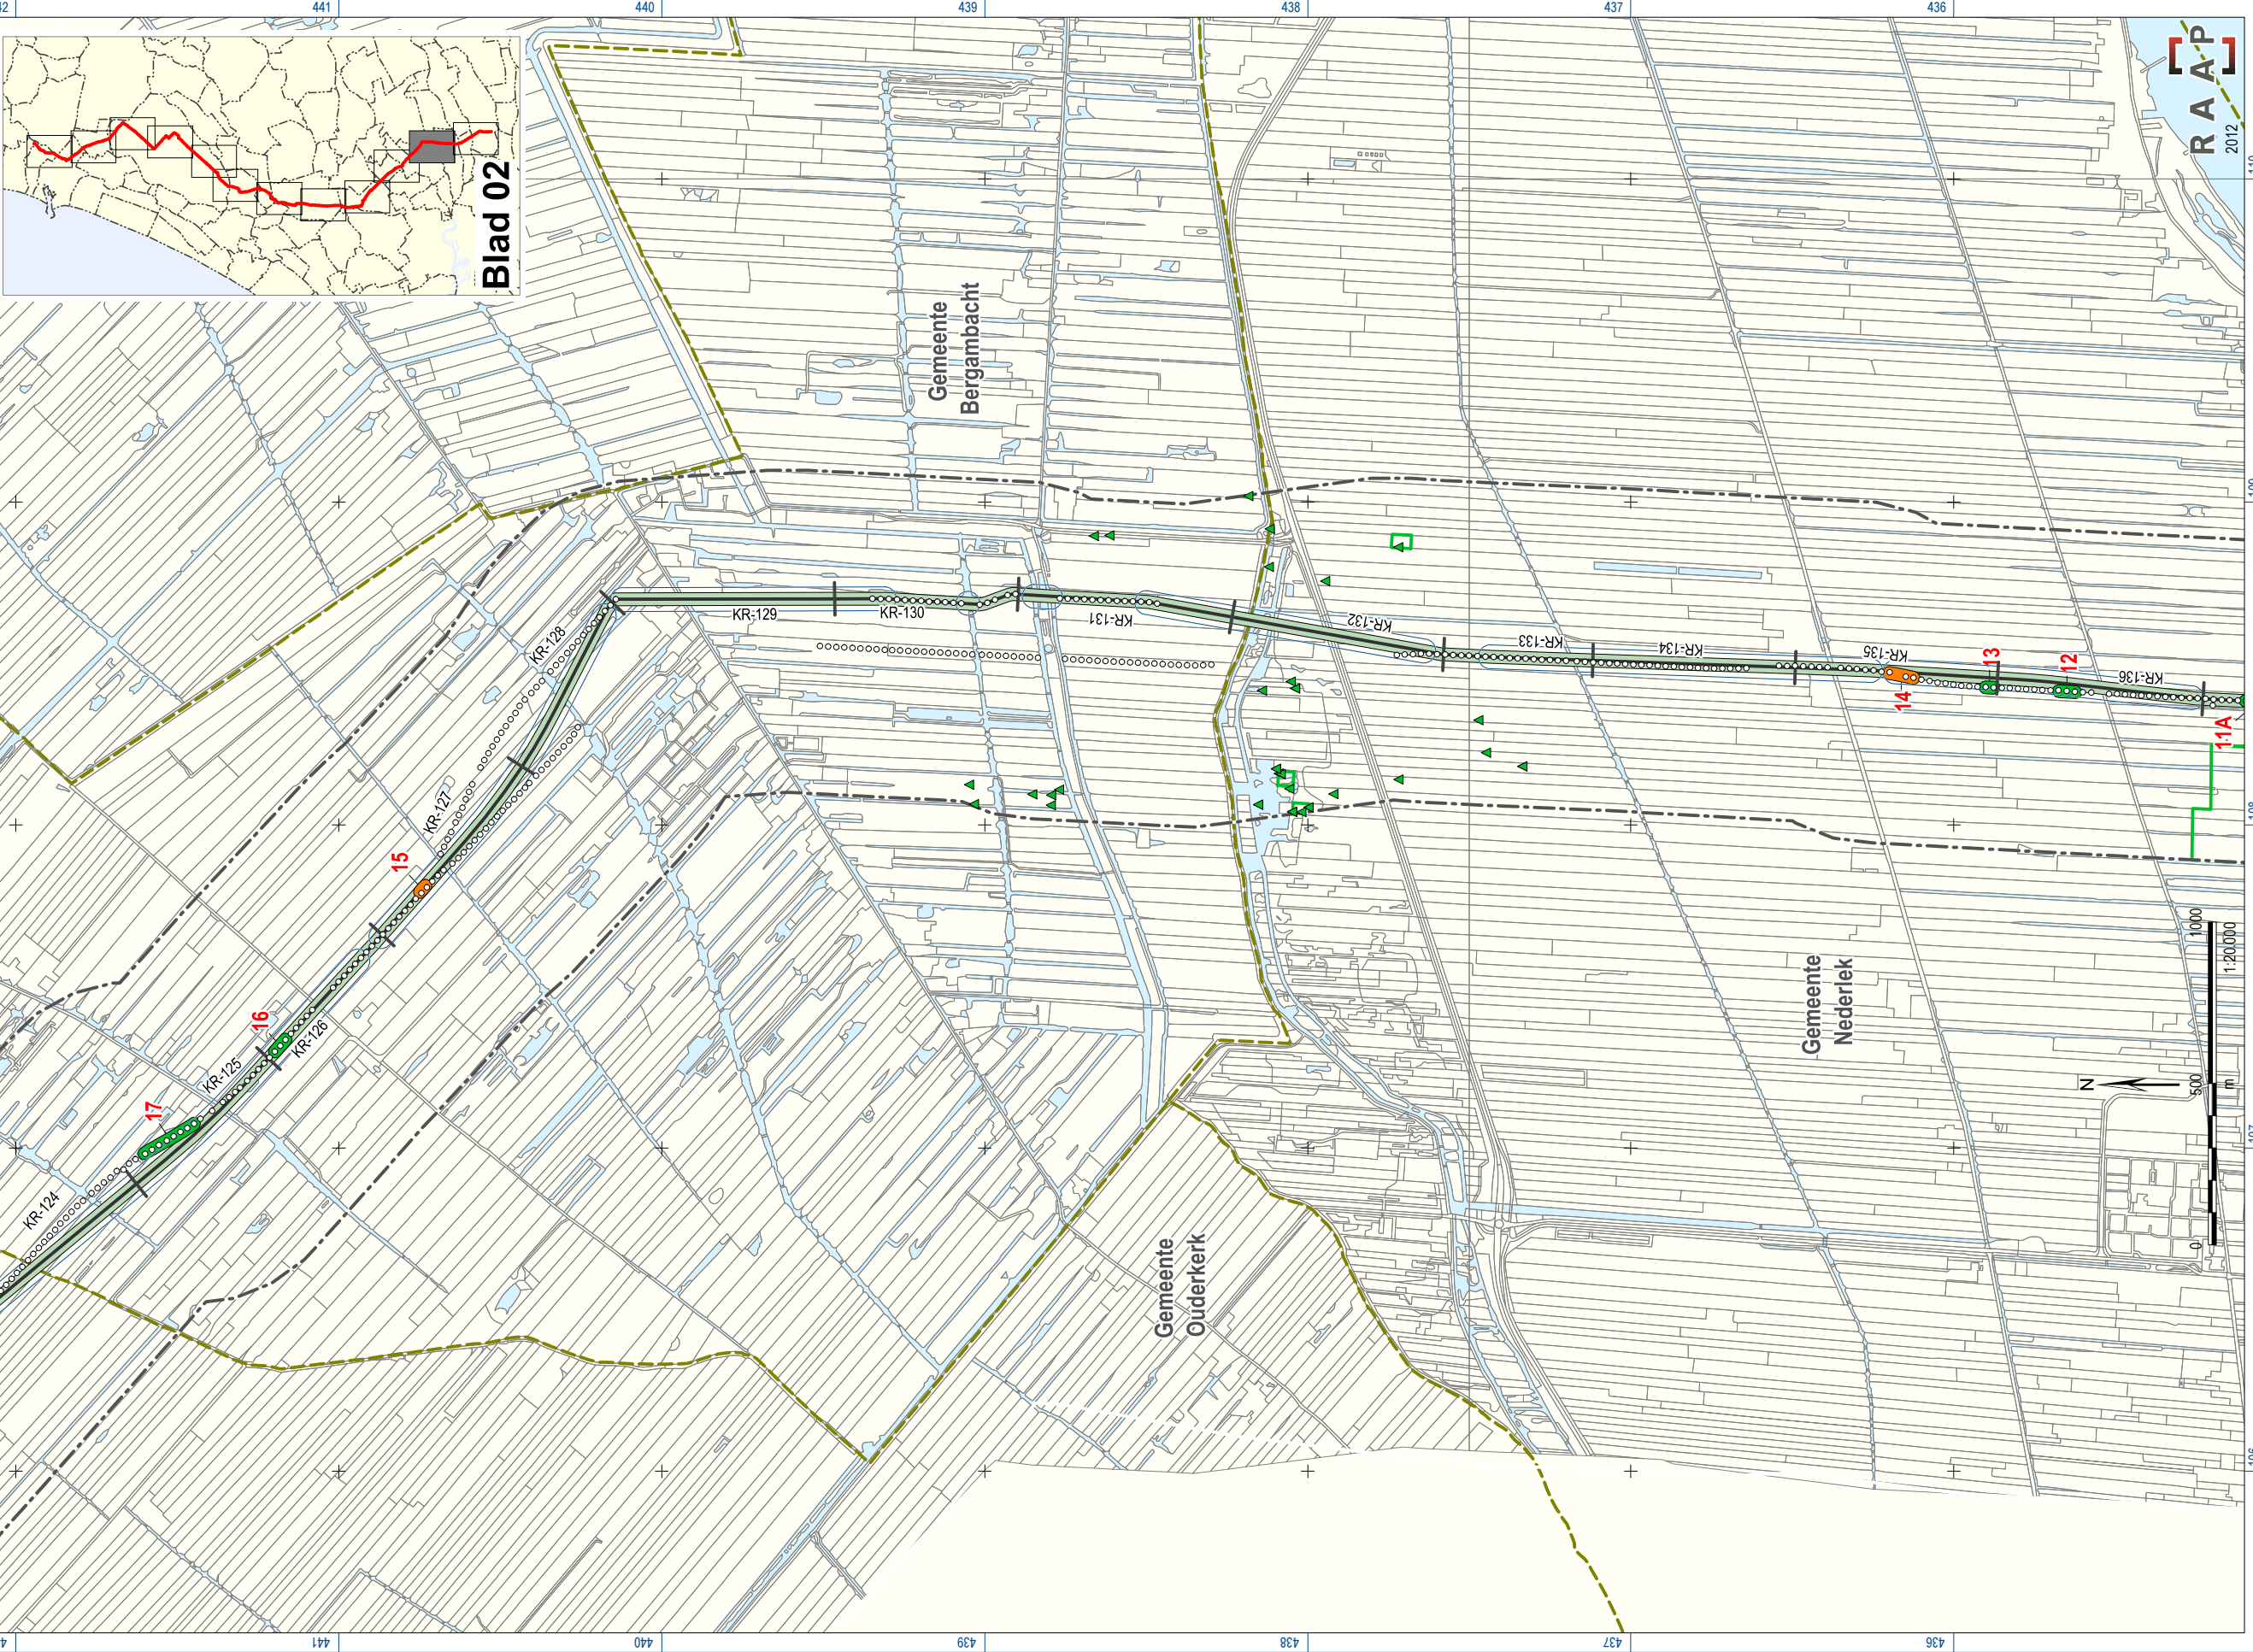 441
440
439
438
437
436
Blad 02
R A A P
2012
Gemeente
Bergambacht
KR-124
KR-125
KR-126
KR-127
KR-128
KR-129
KR-130
KR-131
KR-132
KR-133
KR-134
KR-135
KR-136
17
16
15
14
13
12
11A
Gemeente
Nederlek
Gemeente
Ouderkerk
N
0
500
1000
m
1:20.000
441
440
439
438
437
436